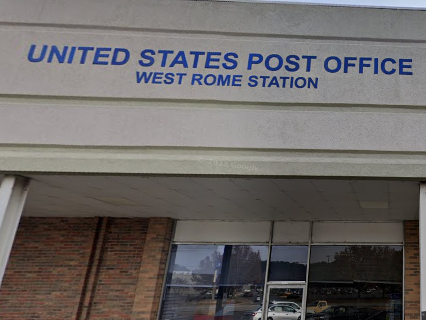 UNITED STATES POST OFFICE
WEST ROME STATION